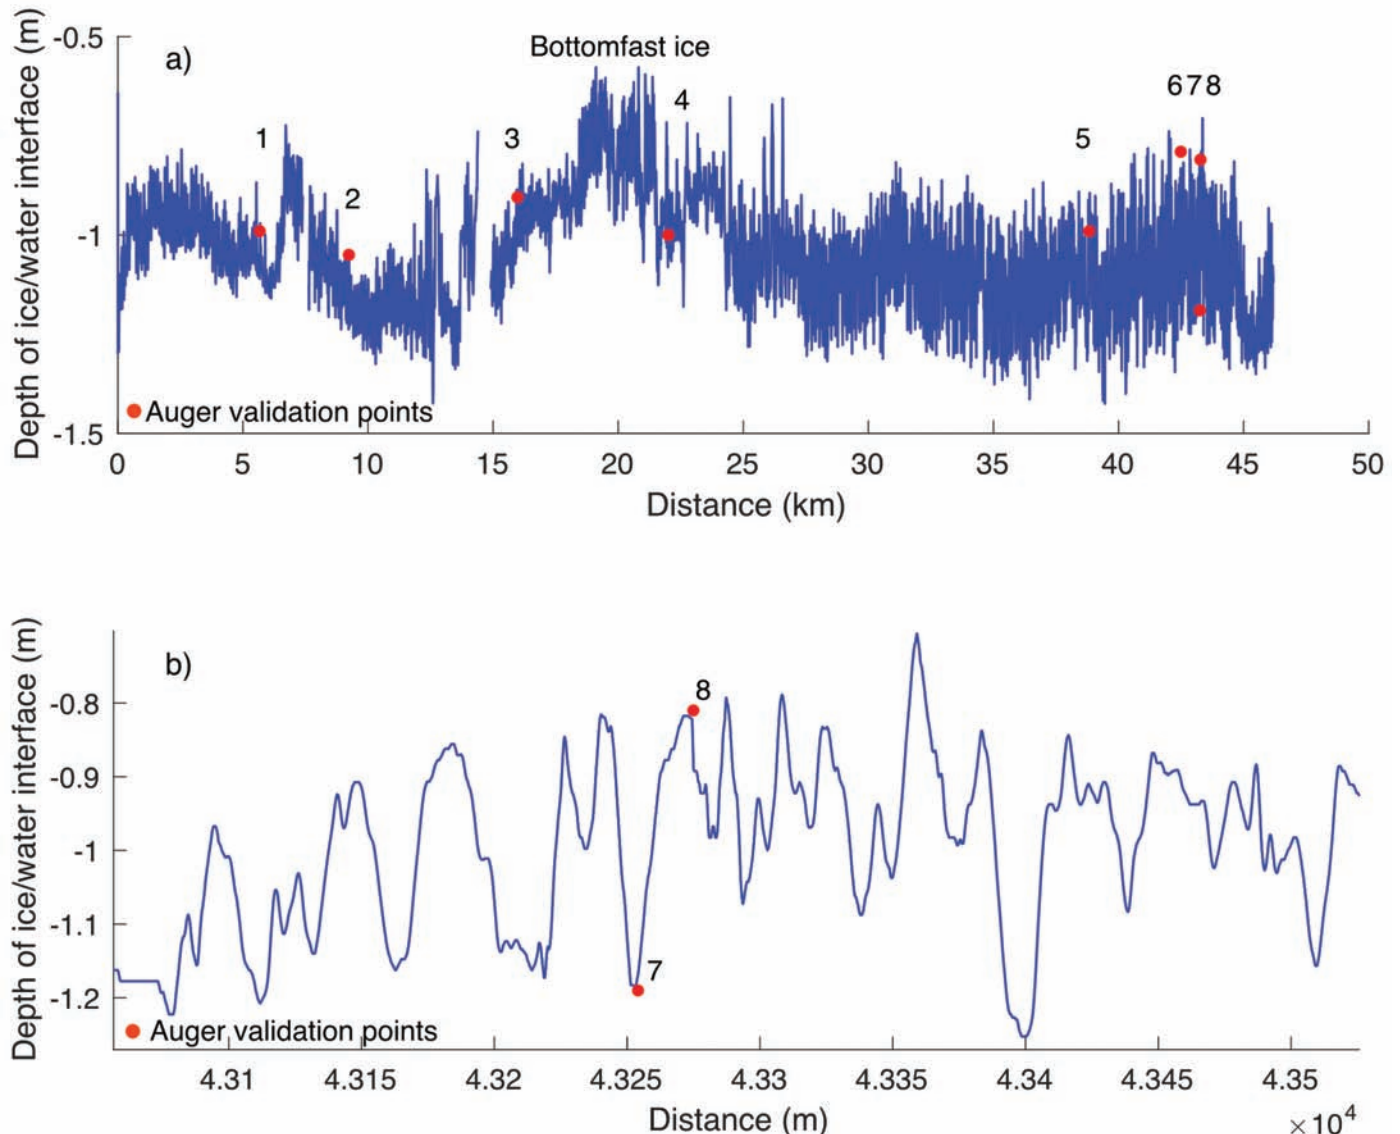 a)
Bottomfast ice
Depth of ice/water interface (m)
-0.5
-1
-1.5
1
2
3
4
5
678
Auger validation points
0 5 10 15 20 25 30 35 40 45 50
Distance (km)
b)
Depth of ice/water interface (m)
-0.8
-0.9
-1
-1.1
-1.2
8
7
Auger validation points
4.31 4.315 4.32 4.325 4.33 4.335 4.34 4.345 4.35
Distance (m)
×10⁴